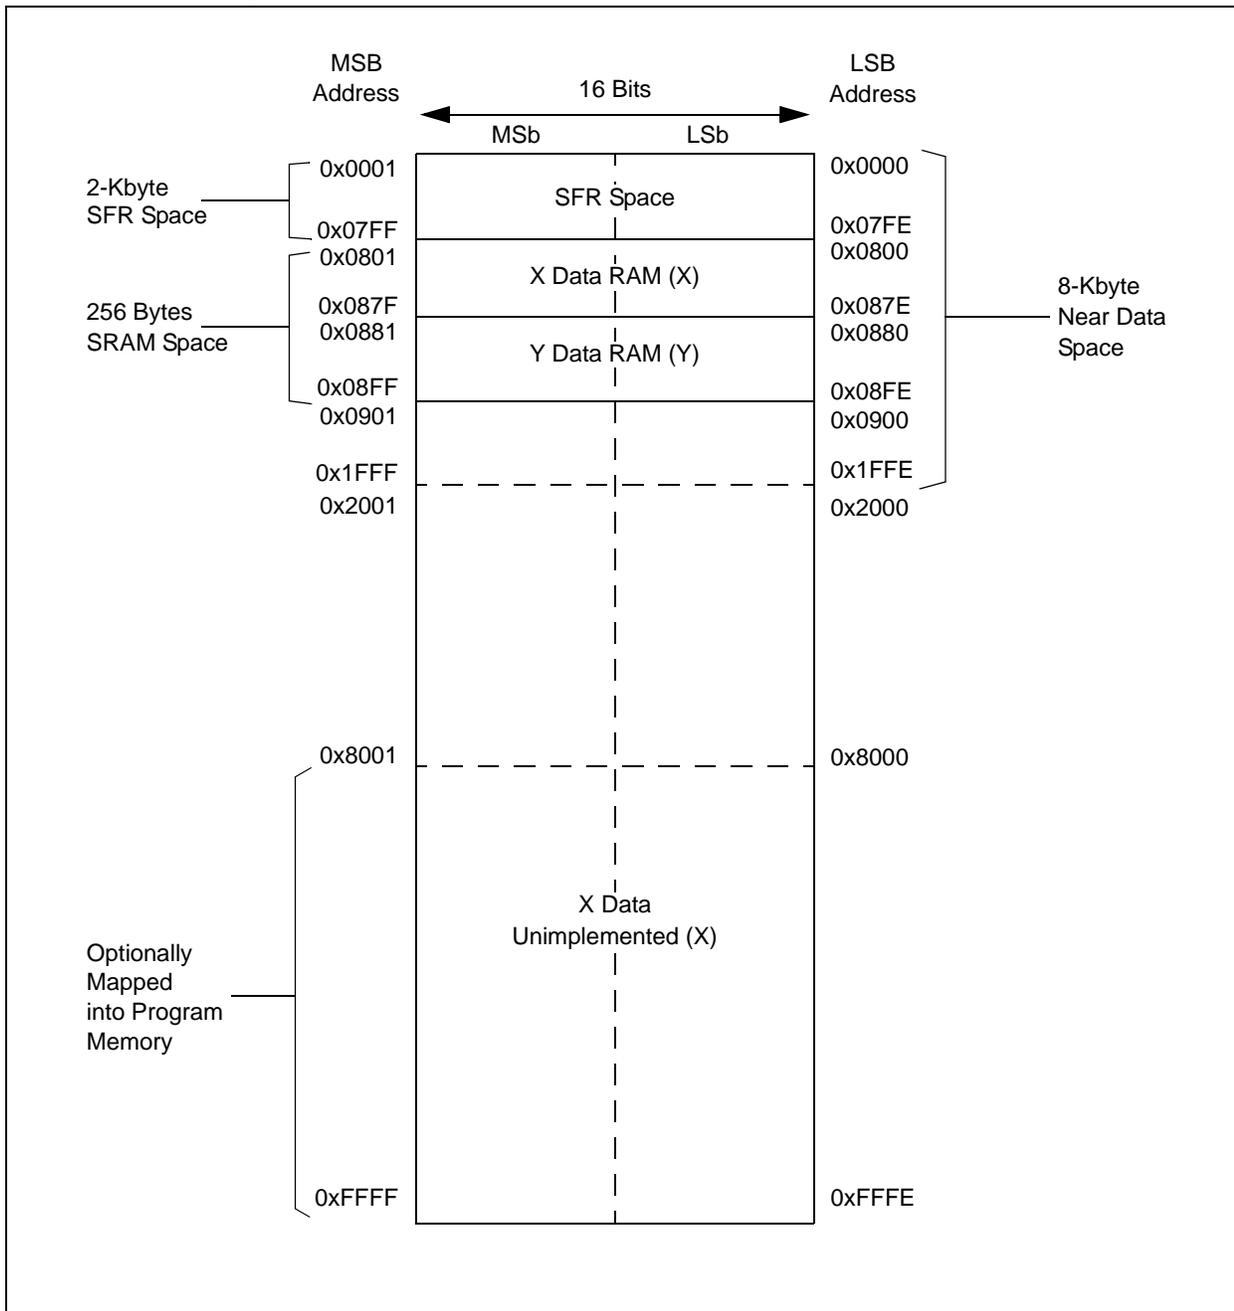 MSB
Address
16 Bits
LSB
Address
MSb
LSb
0x0001
0x0000
2-Kbyte
SFR Space
SFR Space
0x07FF
0x07FE
0x0801
0x0800
X Data RAM (X)
256 Bytes
SRAM Space
0x087F
0x087E
0x0881
0x0880
8-Kbyte
Near Data
Space
Y Data RAM (Y)
0x08FF
0x08FE
0x0901
0x0900
0x1FFF
0x1FFE
0x2001
0x2000
0x8001
0x8000
X Data
Unimplemented (X)
Optionally
Mapped
into Program
Memory
0xFFFF
0xFFFE